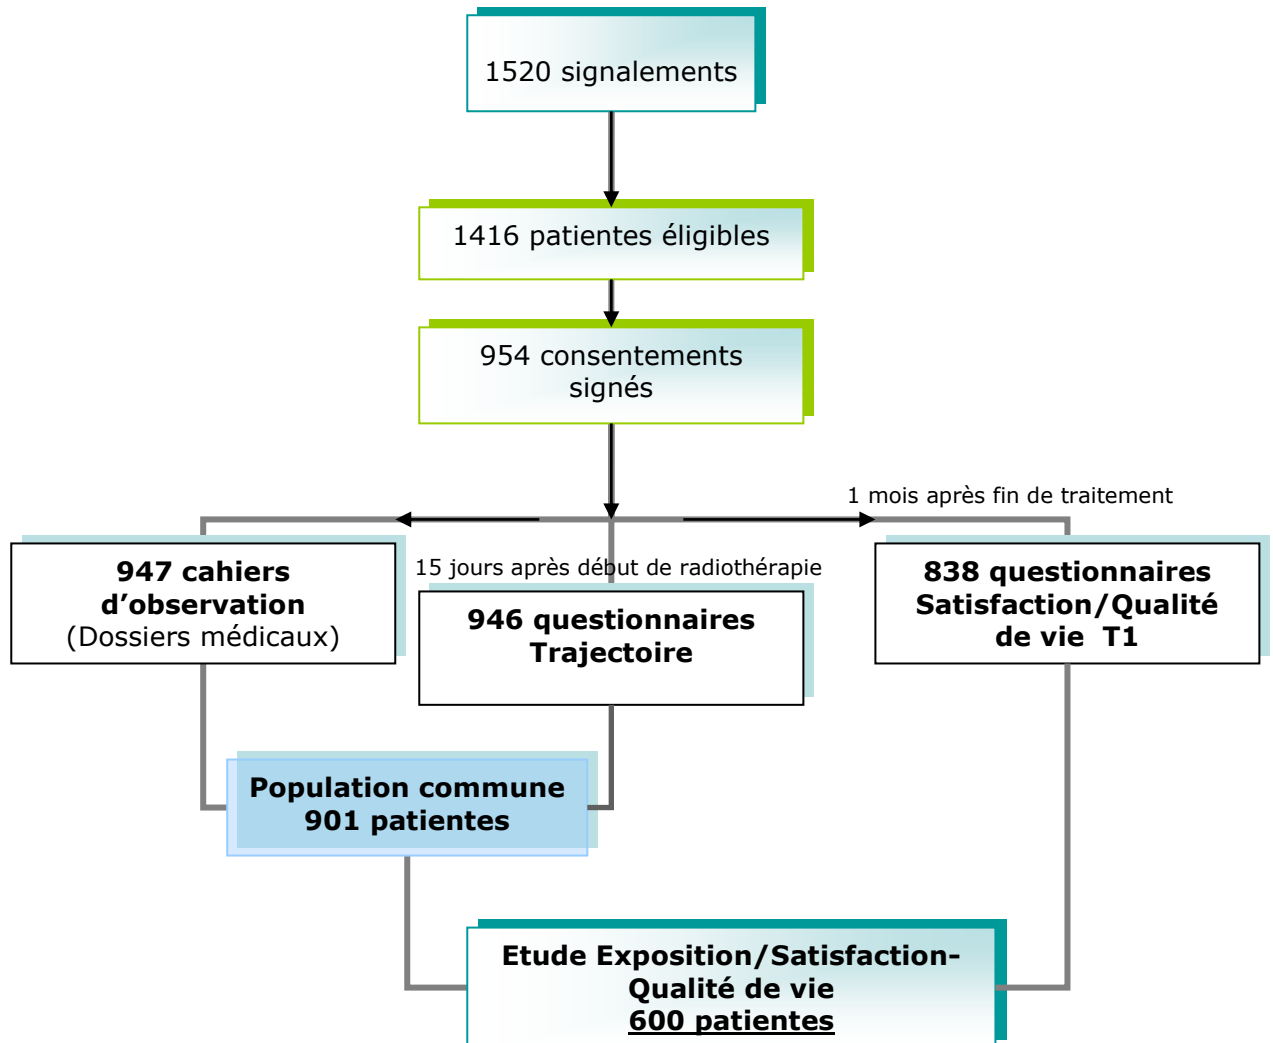 1520 signalements
1416 patientes éligibles
954 consentements
signés
1 mois après fin de traitement
947 cahiers
d’observation
(Dossiers médicaux)
15 jours après début de radiothérapie
946 questionnaires
Trajectoire
838 questionnaires
Satisfaction/Qualité
de vie T1
Population commune
901 patientes
Etude Exposition/Satisfaction-
Qualité de vie
600 patientes